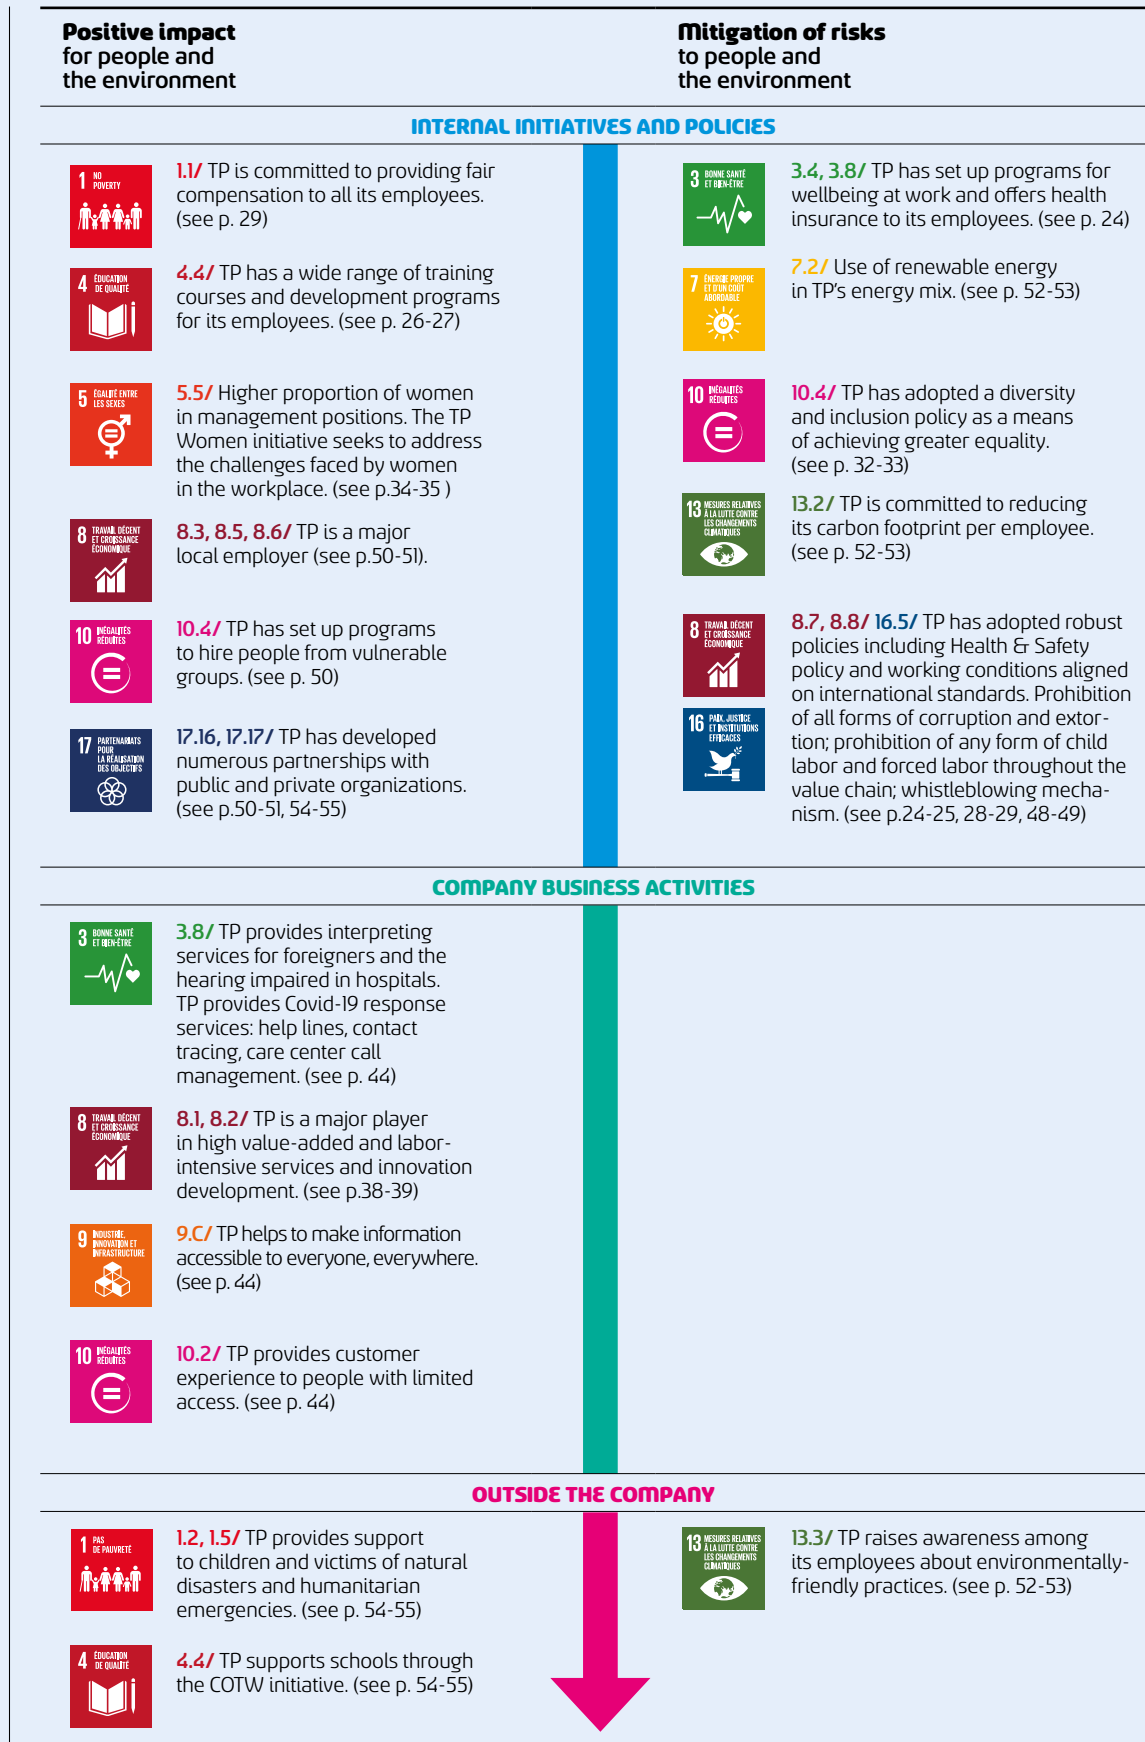 Positive impact
for people and
the environment
Mitigation of risks
to people and
the environment
INTERNAL INITIATIVES AND POLICIES
1 NO
POVERTY
1.1/ TP is committed to providing fair
compensation to all its employees.
(see p. 29)
4 ÉDUCATION
DE QUALITÉ
4.4/ TP has a wide range of training
courses and development programs
for its employees. (see p. 26-27)
5 ÉGALITÉ ENTRE
LES SEXES
5.5/ Higher proportion of women
in management positions. The TP
Women initiative seeks to address
the challenges faced by women
in the workplace. (see p.34-35 )
8 TRAVAIL DÉCENT
ET CROISSANCE
ÉCONOMIQUE
8.3, 8.5, 8.6/ TP is a major
local employer (see p.50-51).
10 INÉGALITÉS
RÉDUITES
10.4/ TP has set up programs
to hire people from vulnerable
groups. (see p. 50)
17 PARTENARIATS
POUR
LA RÉALISATION
DES OBJECTIFS
17.16, 17.17/ TP has developed
numerous partnerships with
public and private organizations.
(see p.50-51, 54-55)
3 BONNE SANTÉ
ET BIEN-ÊTRE
3.4, 3.8/ TP has set up programs for
wellbeing at work and offers health
insurance to its employees. (see p. 24)
7 ÉNERGIE PROPRE
ET D'UN COÛT
ABORDABLE
7.2/ Use of renewable energy
in TP's energy mix. (see p. 52-53)
10 INÉGALITÉS
RÉDUITES
10.4/ TP has adopted a diversity
and inclusion policy as a means
of achieving greater equality.
(see p. 32-33)
13 MESURES RELATIVES
À LA LUTTE CONTRE
LES CHANGEMENTS
CLIMATIQUES
13.2/ TP is committed to reducing
its carbon footprint per employee.
(see p. 52-53)
8 TRAVAIL DÉCENT
ET CROISSANCE
ÉCONOMIQUE
16 PAIX, JUSTICE
ET INSTITUTIONS
EFFICACES
8.7, 8.8/ 16.5/ TP has adopted robust
policies including Health & Safety
policy and working conditions aligned
on international standards. Prohibition
of all forms of corruption and extor-
tion; prohibition of any form of child
labor and forced labor throughout the
value chain; whistleblowing mecha-
nism. (see p.24-25, 28-29, 48-49)
COMPANY BUSINESS ACTIVITIES
3 BONNE SANTÉ
ET BIEN-ÊTRE
3.8/ TP provides interpreting
services for foreigners and the
hearing impaired in hospitals.
TP provides Covid-19 response
services: help lines, contact
tracing, care center call
management. (see p. 44)
8 TRAVAIL DÉCENT
ET CROISSANCE
ÉCONOMIQUE
8.1, 8.2/ TP is a major player
in high value-added and labor-
intensive services and innovation
development. (see p.38-39)
9 INDUSTRIE,
INNOVATION ET
INFRASTRUCTURE
9.C/ TP helps to make information
accessible to everyone, everywhere.
(see p. 44)
10 INÉGALITÉS
RÉDUITES
10.2/ TP provides customer
experience to people with limited
access. (see p. 44)
OUTSIDE THE COMPANY
1 PAS
DE PAUVRETÉ
1.2, 1.5/ TP provides support
to children and victims of natural
disasters and humanitarian
emergencies. (see p. 54-55)
4 ÉDUCATION
DE QUALITÉ
4.4/ TP supports schools through
the COTW initiative. (see p. 54-55)
13 MESURES RELATIVES
À LA LUTTE CONTRE
LES CHANGEMENTS
CLIMATIQUES
13.3/ TP raises awareness among
its employees about environmentally-
friendly practices. (see p. 52-53)